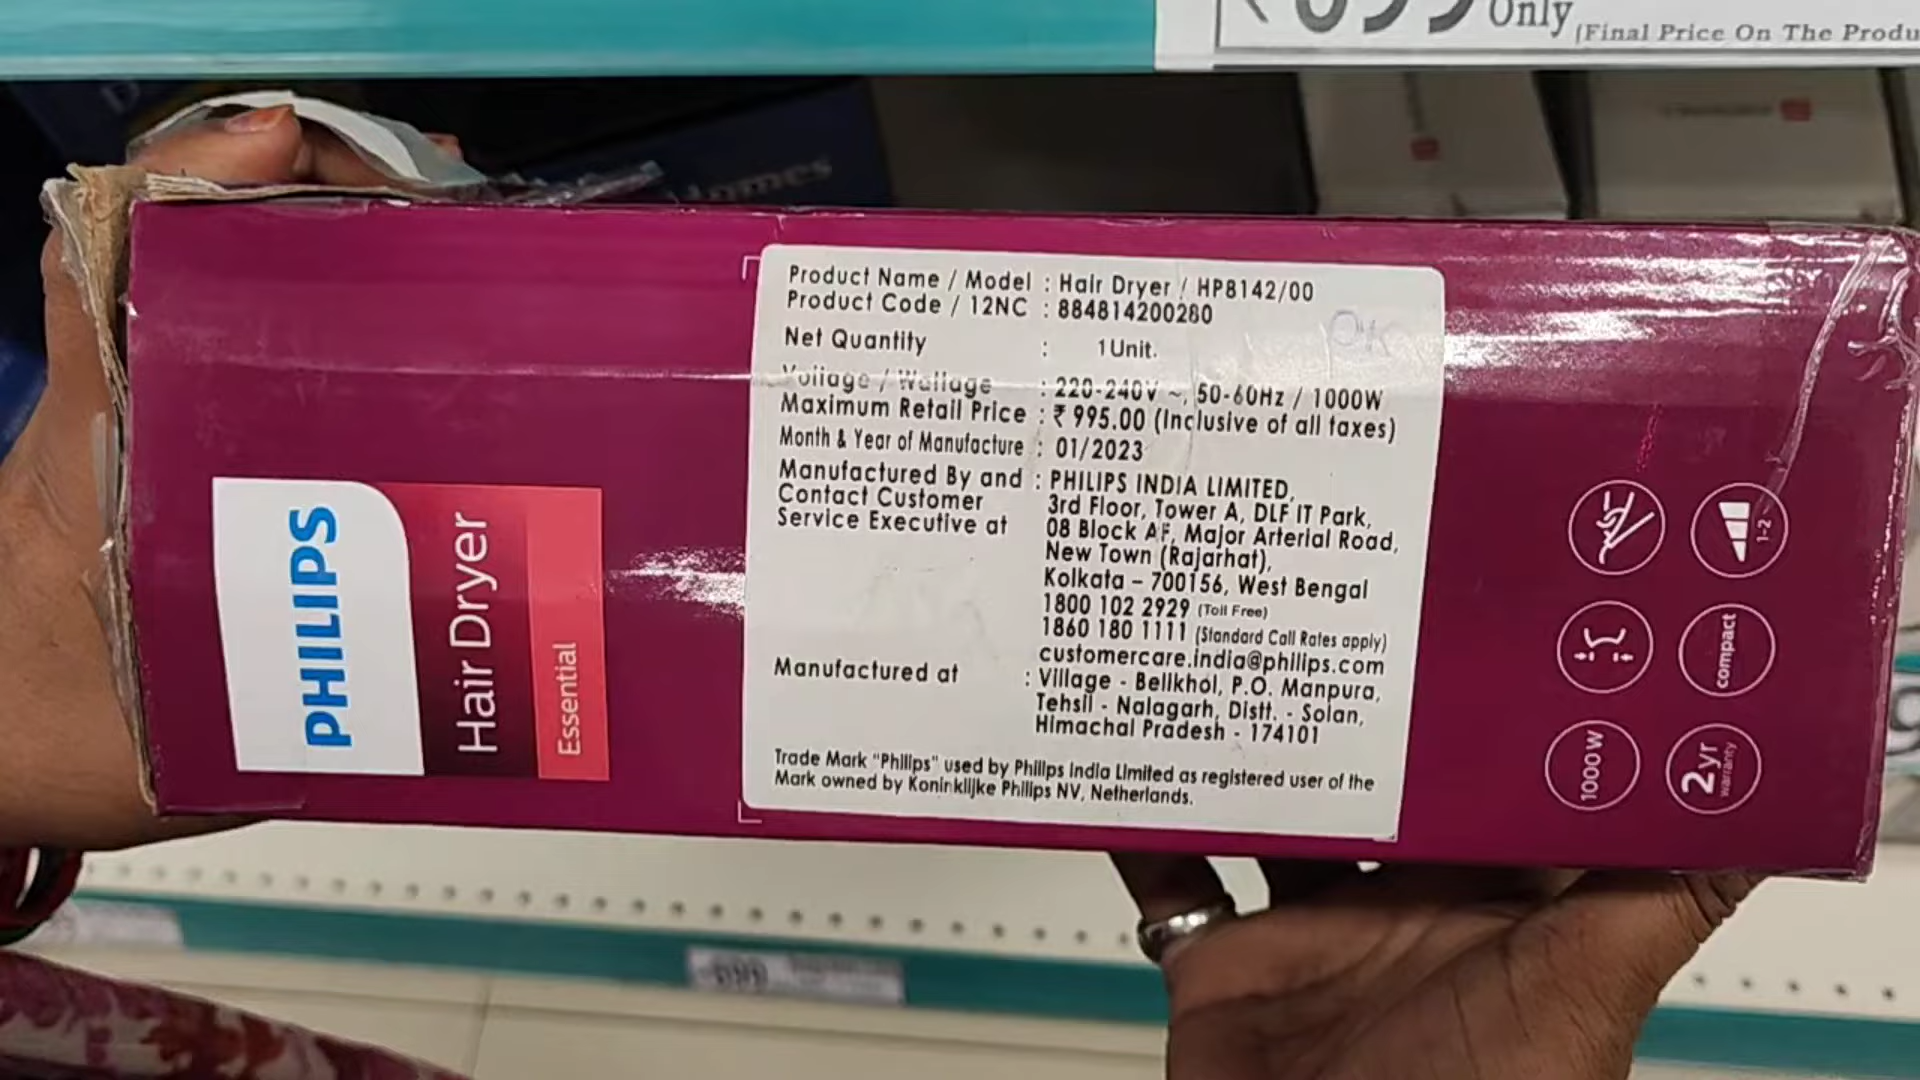 Only (Final Price On The Produ
Homes
Product Name / Model : Hair Dryer / HP8142/00
Product Code / 12NC : 884814200280
Net Quantity : 1Unit.
Voltage / Wattage : 220-240V ~, 50-60Hz / 1000W
Maximum Retail Price : ₹ 995.00 (Inclusive of all taxes)
Month & Year of Manufacture : 01/2023
Manufactured By and : PHILIPS INDIA LIMITED,
Contact Customer 3rd Floor, Tower A, DLF IT Park,
Service Executive at 08 Block AF, Major Arterial Road,
New Town (Rajarhat),
Kolkata – 700156, West Bengal
1800 102 2929 (Toll Free)
1860 180 1111 (Standard Call Rates apply)
customercare.india@philips.com
Manufactured at : Village - Bellkhol, P.O. Manpura,
Tehsil - Nalagarh, Distt. - Solan,
Himachal Pradesh - 174101
Trade Mark "Philips" used by Philips India Limited as registered user of the
Mark owned by Koninklijke Philips NV, Netherlands.
PHILIPS
Hair Dryer
Essential
1-2
compact
1000W
2yr
warranty